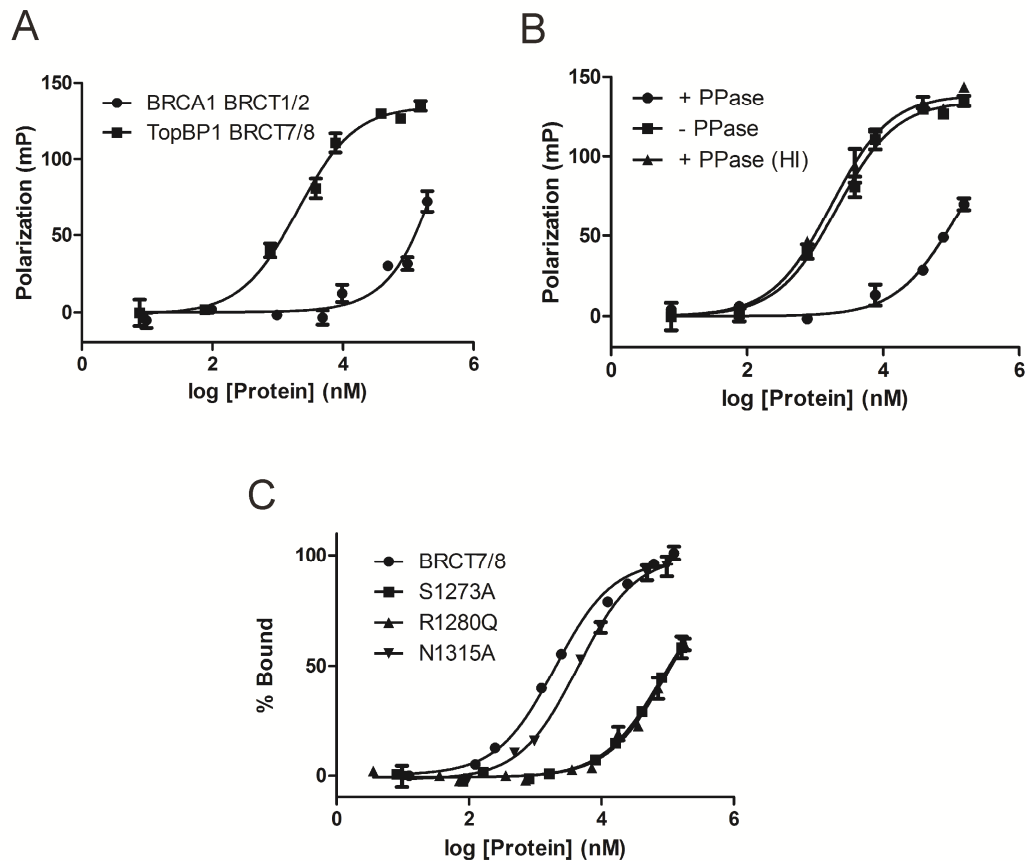 A
150
100
50
0
Polarization (mP)
BRCA1 BRCT1/2
TopBP1 BRCT7/8
0 2 4 6
log [Protein] (nM)
B
150
100
50
0
Polarization (mP)
+ PPase
- PPase
+ PPase (HI)
0 2 4 6
log [Protein] (nM)
C
100
50
0
% Bound
BRCT7/8
S1273A
R1280Q
N1315A
0 2 4 6
log [Protein] (nM)